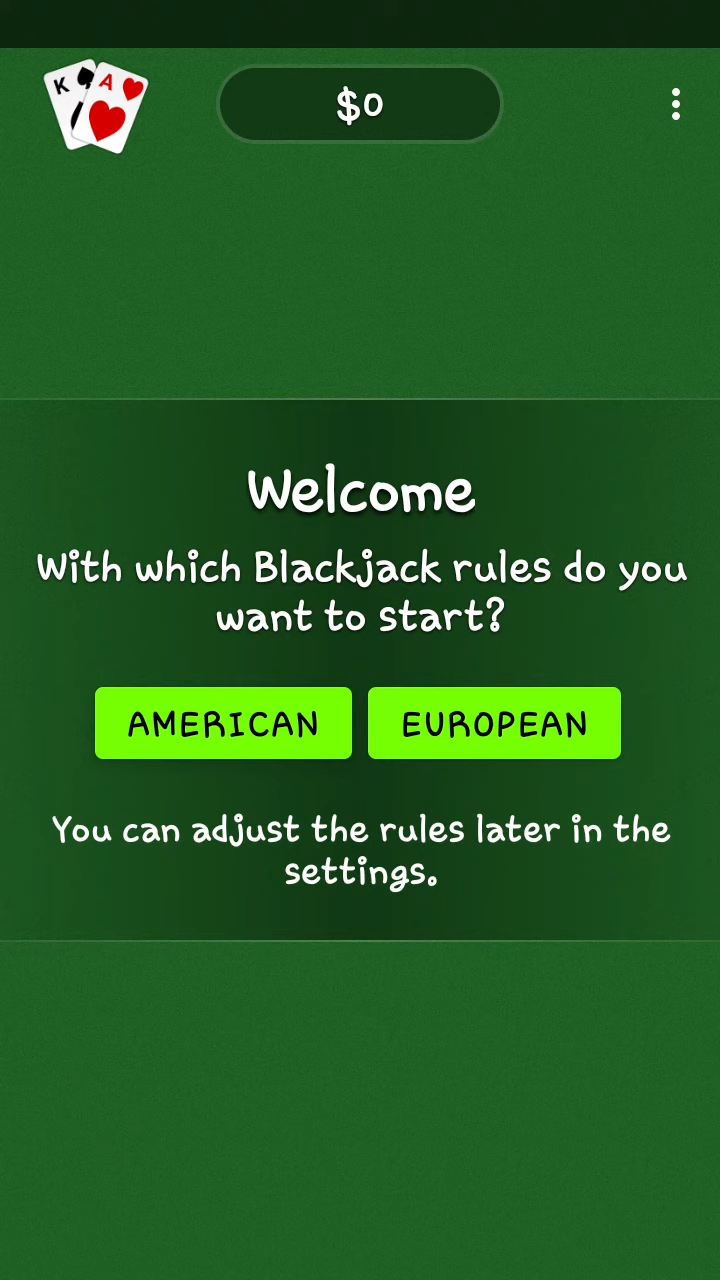 K A
$0
Welcome
With which Blackjack rules do you
want to start?
AMERICAN EUROPEAN
You can adjust the rules later in the
settings.